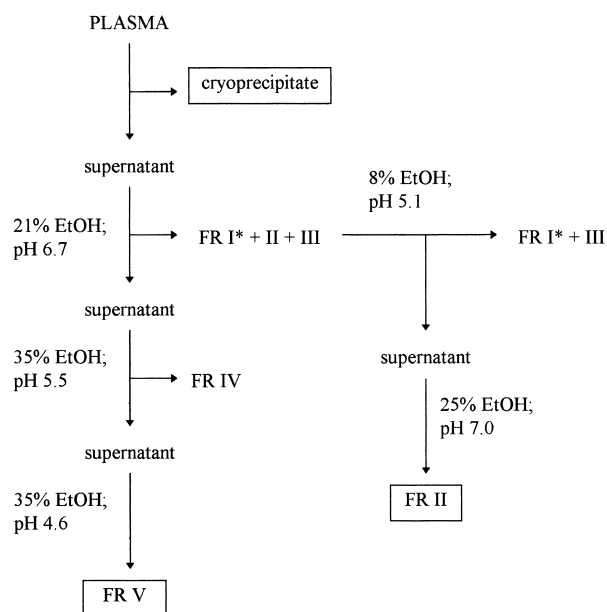 PLASMA
cryoprecipitate
supernatant
8% EtOH;
pH 5.1
21% EtOH;
pH 6.7
FR I* + II + III
FR I* + III
supernatant
35% EtOH;
pH 5.5
FR IV
supernatant
25% EtOH;
pH 7.0
supernatant
35% EtOH;
pH 4.6
FR II
FR V